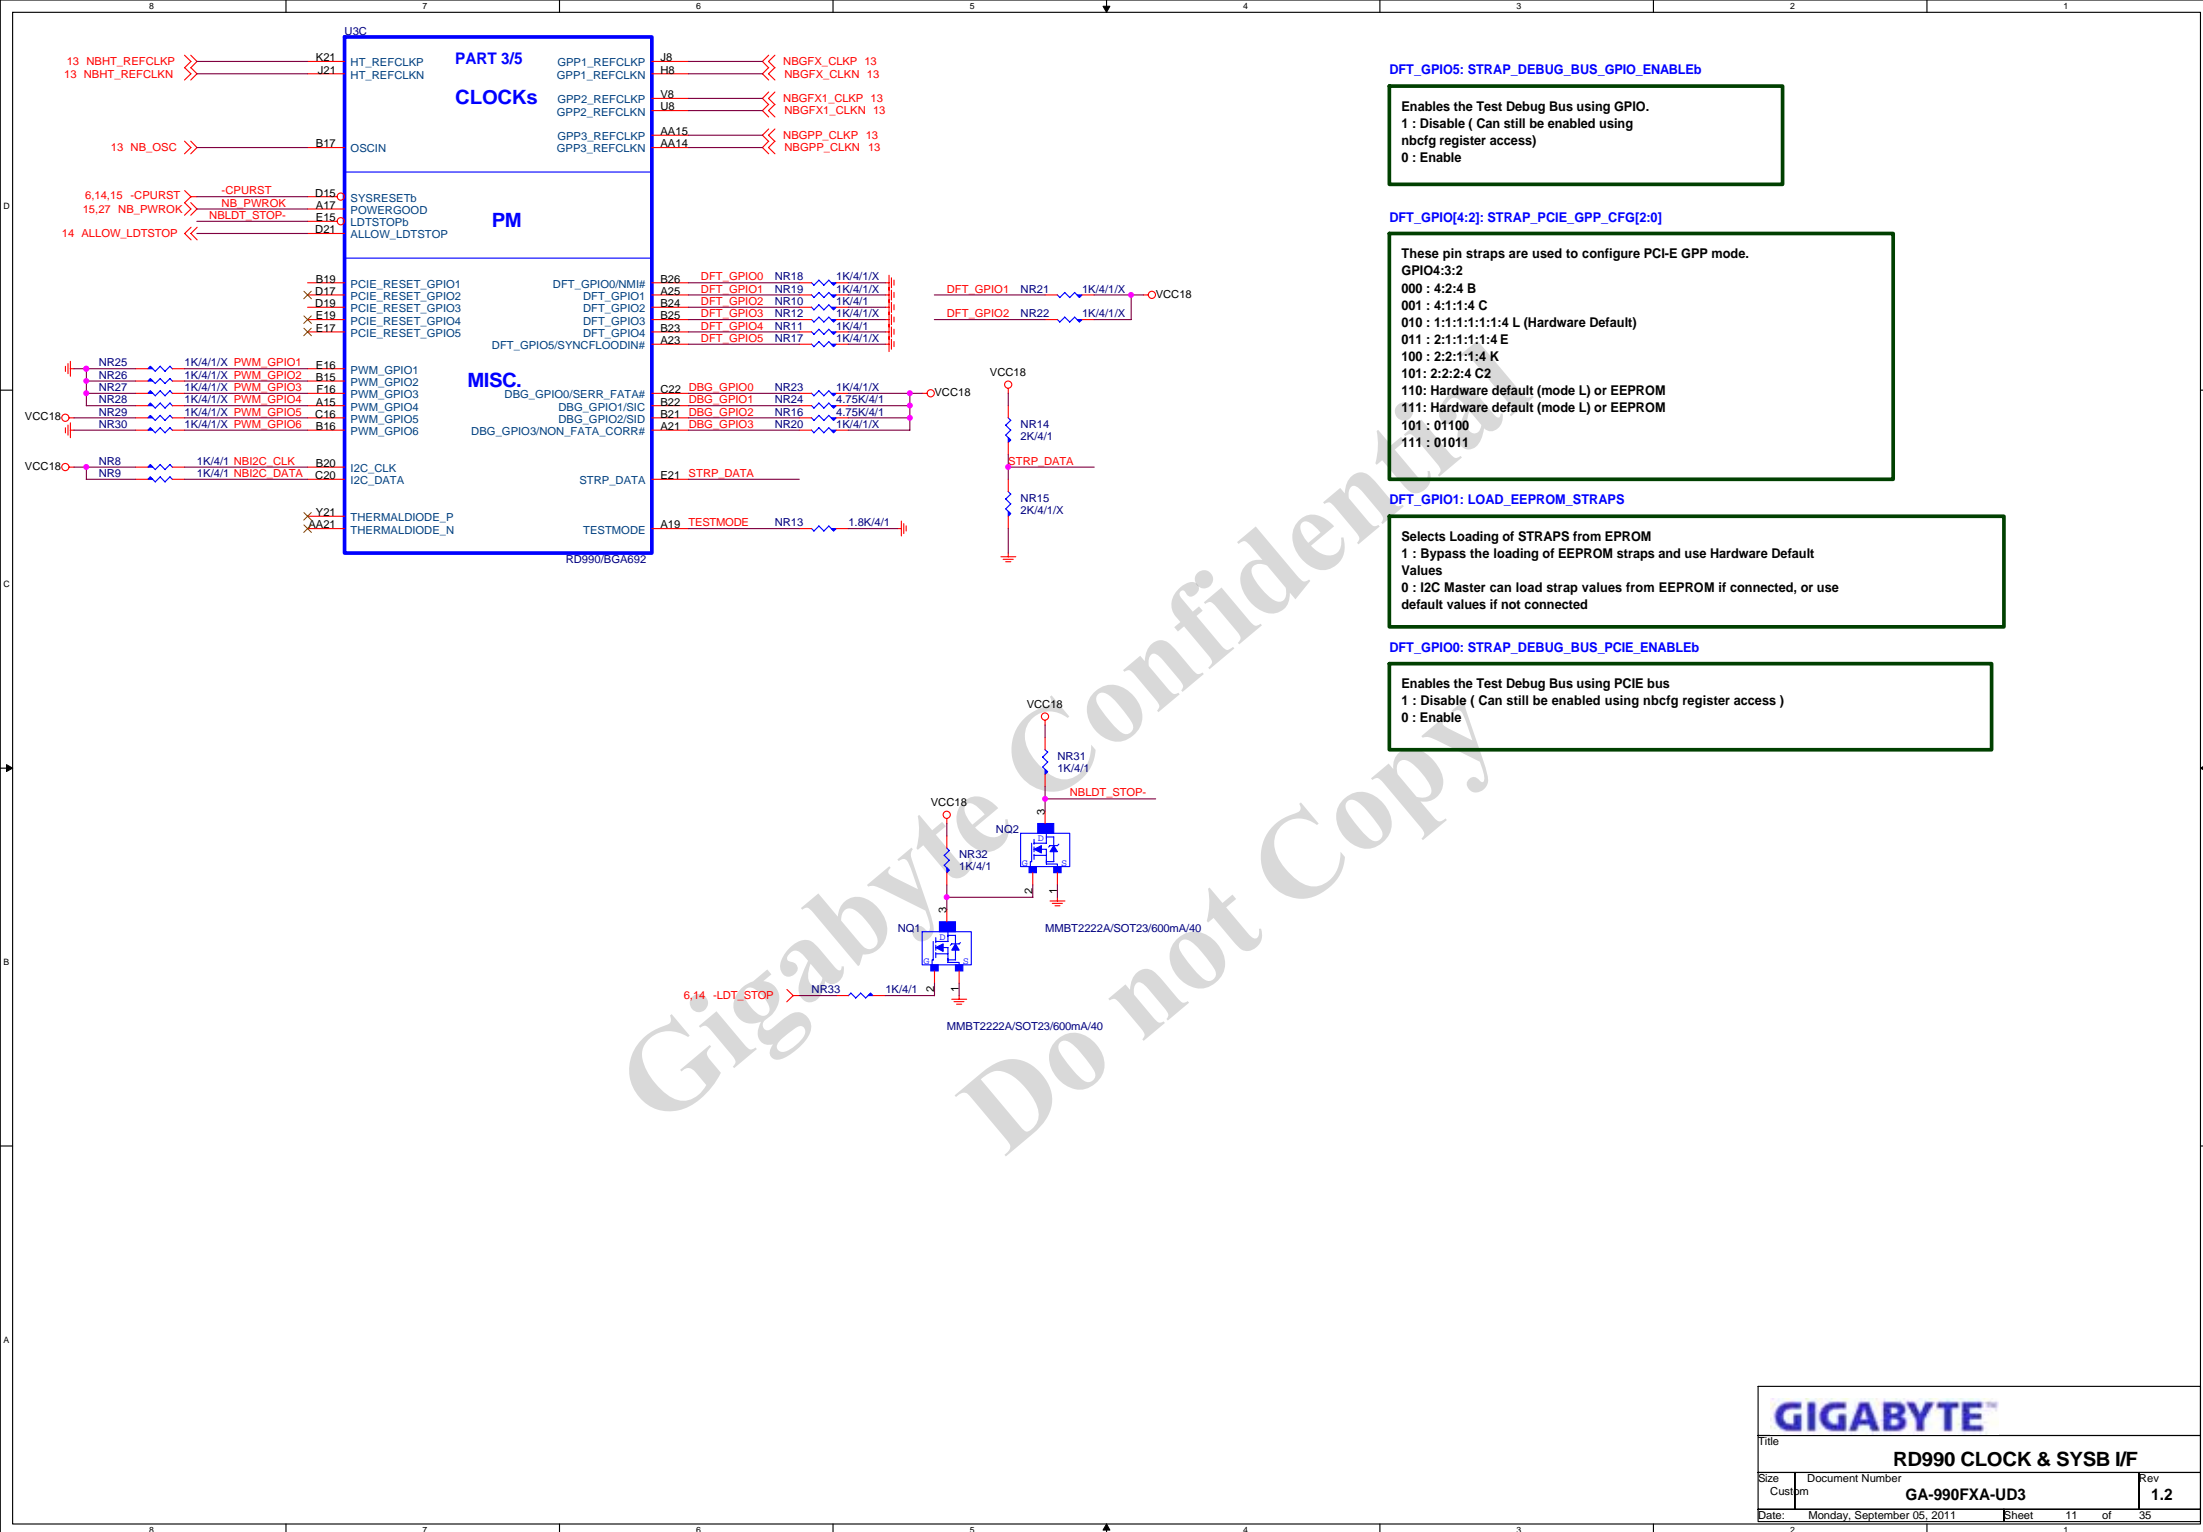 8 7 6 5 4 3 2 1
U3C
PART 3/5
CLOCKs
13 NBHT_REFCLKP K21 HT_REFCLKP
13 NBHT_REFCLKN J21 HT_REFCLKN
GPP1_REFCLKP J8 NBGFX_CLKP 13
GPP1_REFCLKN H8 NBGFX_CLKN 13
GPP2_REFCLKP V8 NBGFX1_CLKP 13
GPP2_REFCLKN U8 NBGFX1_CLKN 13
GPP3_REFCLKP AA15 NBGPP_CLKP 13
GPP3_REFCLKN AA14 NBGPP_CLKN 13
13 NB_OSC B17 OSCIN
PM
6,14,15 -CPURST -CPURST D15 SYSRESETb
15,27 NB_PWROK NB_PWROK A17 POWERGOOD
NBLDT_STOP- E15 LDTSTOPb
14 ALLOW_LDTSTOP D21 ALLOW_LDTSTOP
MISC.
B19 PCIE_RESET_GPIO1
D17 PCIE_RESET_GPIO2
D19 PCIE_RESET_GPIO3
E19 PCIE_RESET_GPIO4
E17 PCIE_RESET_GPIO5
DFT_GPIO0/NMI# B26 DFT_GPIO0 NR18 1K/4/1/X
DFT_GPIO1 A25 DFT_GPIO1 NR19 1K/4/1/X
DFT_GPIO2 B24 DFT_GPIO2 NR10 1K/4/1
DFT_GPIO3 B25 DFT_GPIO3 NR12 1K/4/1/X
DFT_GPIO4 B23 DFT_GPIO4 NR11 1K/4/1
DFT_GPIO5/SYNCFLOODIN# A23 DFT_GPIO5 NR17 1K/4/1/X
DFT_GPIO1 NR21 1K/4/1/X VCC18
DFT_GPIO2 NR22 1K/4/1/X
NR25 1K/4/1/X PWM_GPIO1 E16 PWM_GPIO1
NR26 1K/4/1/X PWM_GPIO2 B15 PWM_GPIO2
NR27 1K/4/1/X PWM_GPIO3 F16 PWM_GPIO3
NR28 1K/4/1/X PWM_GPIO4 A15 PWM_GPIO4
VCC18 NR29 1K/4/1/X PWM_GPIO5 C16 PWM_GPIO5
NR30 1K/4/1/X PWM_GPIO6 B16 PWM_GPIO6
DBG_GPIO0/SERR_FATA# C22 DBG_GPIO0 NR23 1K/4/1/X VCC18
DBG_GPIO1/SIC B22 DBG_GPIO1 NR24 4.75K/4/1
DBG_GPIO2/SID B21 DBG_GPIO2 NR16 4.75K/4/1
DBG_GPIO3/NON_FATA_CORR# A21 DBG_GPIO3 NR20 1K/4/1/X
VCC18 NR8 1K/4/1 NBI2C_CLK B20 I2C_CLK
NR9 1K/4/1 NBI2C_DATA C20 I2C_DATA
STRP_DATA E21 STRP_DATA
Y21 THERMALDIODE_P
AA21 THERMALDIODE_N
TESTMODE A19 TESTMODE NR13 1.8K/4/1
RD990/BGA692
VCC18
NR14
2K/4/1
STRP_DATA
NR15
2K/4/1/X
DFT_GPIO5: STRAP_DEBUG_BUS_GPIO_ENABLEb
Enables the Test Debug Bus using GPIO.
1 : Disable ( Can still be enabled using
nbcfg register access)
0 : Enable
DFT_GPIO[4:2]: STRAP_PCIE_GPP_CFG[2:0]
These pin straps are used to configure PCI-E GPP mode.
GPIO4:3:2
000 : 4:2:4 B
001 : 4:1:1:4 C
010 : 1:1:1:1:1:1:4 L (Hardware Default)
011 : 2:1:1:1:1:4 E
100 : 2:2:1:1:4 K
101: 2:2:2:4 C2
110: Hardware default (mode L) or EEPROM
111: Hardware default (mode L) or EEPROM
101 : 01100
111 : 01011
DFT_GPIO1: LOAD_EEPROM_STRAPS
Selects Loading of STRAPS from EPROM
1 : Bypass the loading of EEPROM straps and use Hardware Default
Values
0 : I2C Master can load strap values from EEPROM if connected, or use
default values if not connected
DFT_GPIO0: STRAP_DEBUG_BUS_PCIE_ENABLEb
Enables the Test Debug Bus using PCIE bus
1 : Disable ( Can still be enabled using nbcfg register access )
0 : Enable
VCC18
NR31
1K/4/1
NBLDT_STOP-
3
NQ2
D
G S
2 1
MMBT2222A/SOT23/600mA/40
VCC18
NR32
1K/4/1
3
NQ1
D
G S
2 1
6,14 -LDT_STOP NR33 1K/4/1
MMBT2222A/SOT23/600mA/40
Gigabyte Confidential
Do not Copy
D
C
B
A
GIGABYTE™
Title
RD990 CLOCK & SYSB I/F
Size Document Number Rev
Custom GA-990FXA-UD3 1.2
Date: Monday, September 05, 2011 Sheet 11 of 35
8 7 6 5 4 3 2 1